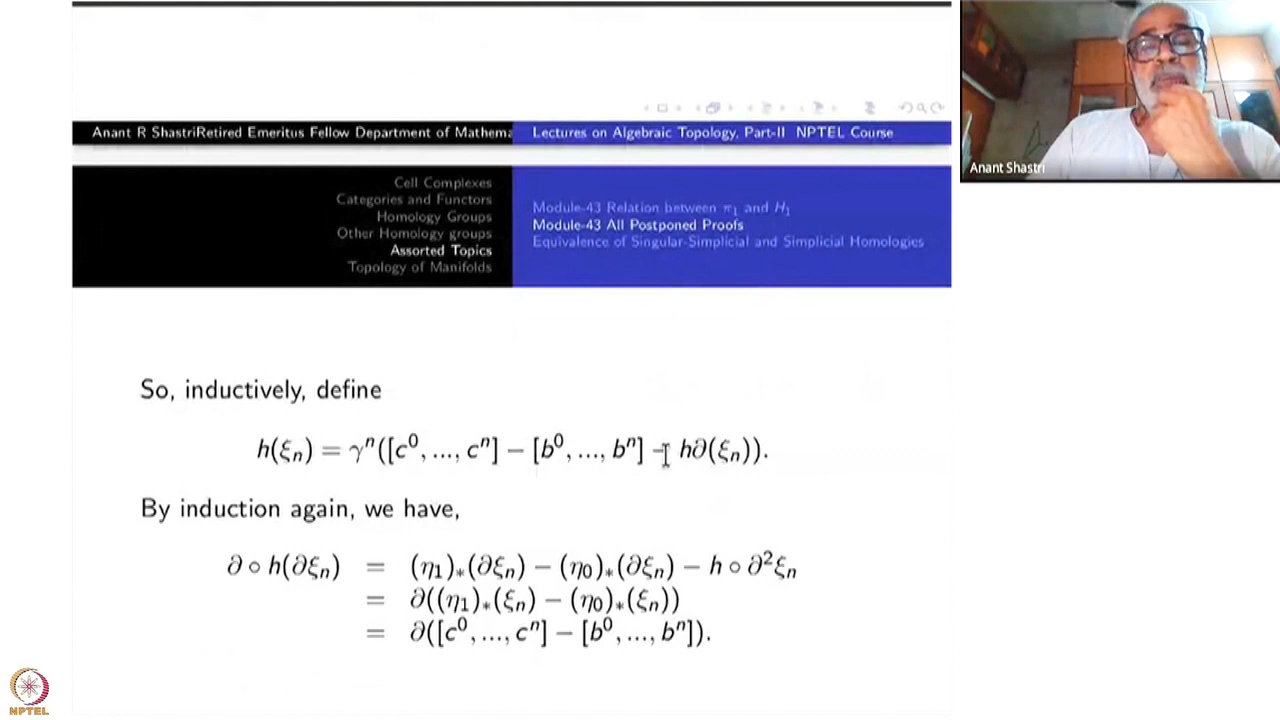 Anant R ShastriRetired Emeritus Fellow Department of Mathema
Lectures on Algebraic Topology, Part-II NPTEL Course
Cell Complexes
Categories and Functors
Homology Groups
Other Homology groups
Assorted Topics
Topology of Manifolds
Module-43 Relation between π₁ and H₁
Module-43 All Postponed Proofs
Equivalence of Singular-Simplicial and Simplicial Homologies
So, inductively, define
h(ξₙ) = γⁿ([c⁰, ..., cⁿ] − [b⁰, ..., bⁿ] − h∂(ξₙ)).
By induction again, we have,
∂ ∘ h(∂ξₙ) = (η₁)∗(∂ξₙ) − (η₀)∗(∂ξₙ) − h ∘ ∂²ξₙ
= ∂((η₁)∗(ξₙ) − (η₀)∗(ξₙ))
= ∂([c⁰, ..., cⁿ] − [b⁰, ..., bⁿ]).
Anant Shastri
NPTEL